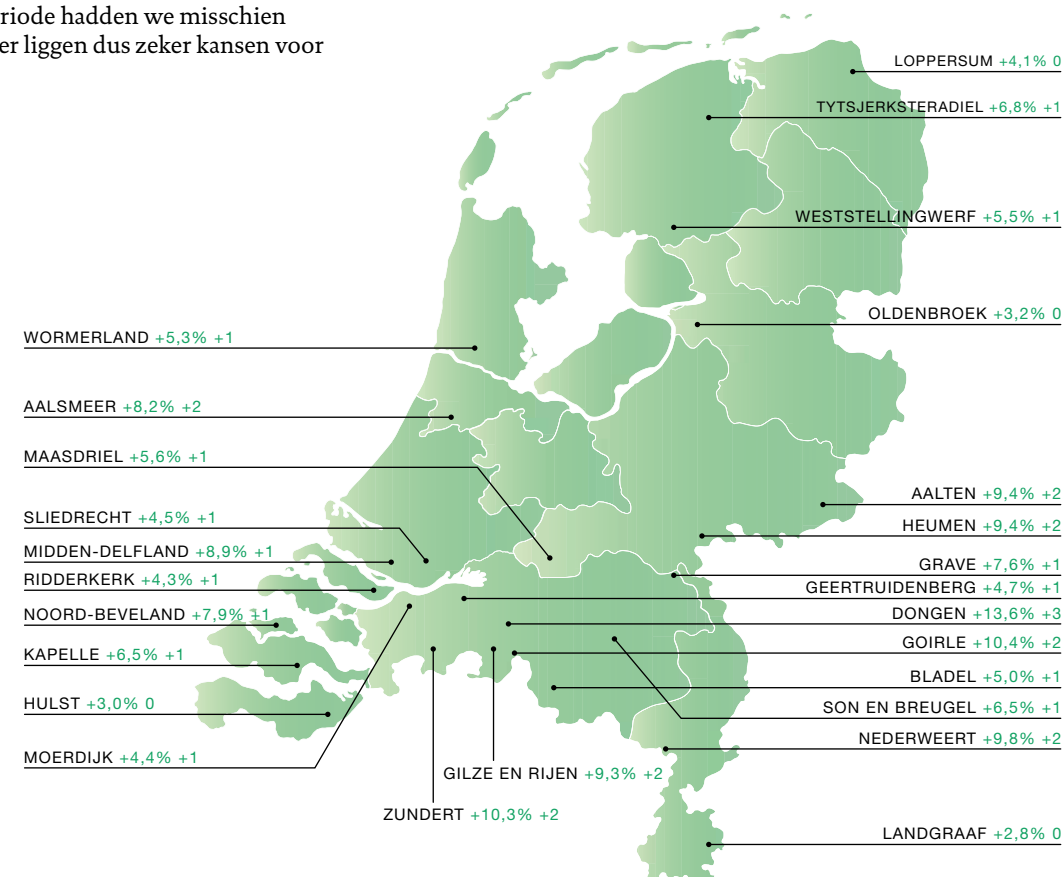 riode hadden we misschien
er liggen dus zeker kansen voor
LOPPERSUM +4,1% 0
TYTSJERKSTERADIEL +6,8% +1
WESTSTELLINGWERF +5,5% +1
OLDENBROEK +3,2% 0
WORMERLAND +5,3% +1
AALSMEER +8,2% +2
MAASDRIEL +5,6% +1
SLIEDRECHT +4,5% +1
MIDDEN-DELFLAND +8,9% +1
RIDDERKERK +4,3% +1
NOORD-BEVELAND +7,9% +1
KAPELLE +6,5% +1
HULST +3,0% 0
MOERDIJK +4,4% +1
AALTEN +9,4% +2
HEUMEN +9,4% +2
GRAVE +7,6% +1
GEERTRUIDENBERG +4,7% +1
DONGEN +13,6% +3
GOIRLE +10,4% +2
BLADEL +5,0% +1
SON EN BREUGEL +6,5% +1
NEDERWEERT +9,8% +2
GILZE EN RIJEN +9,3% +2
ZUNDERT +10,3% +2
LANDGRAAF +2,8% 0